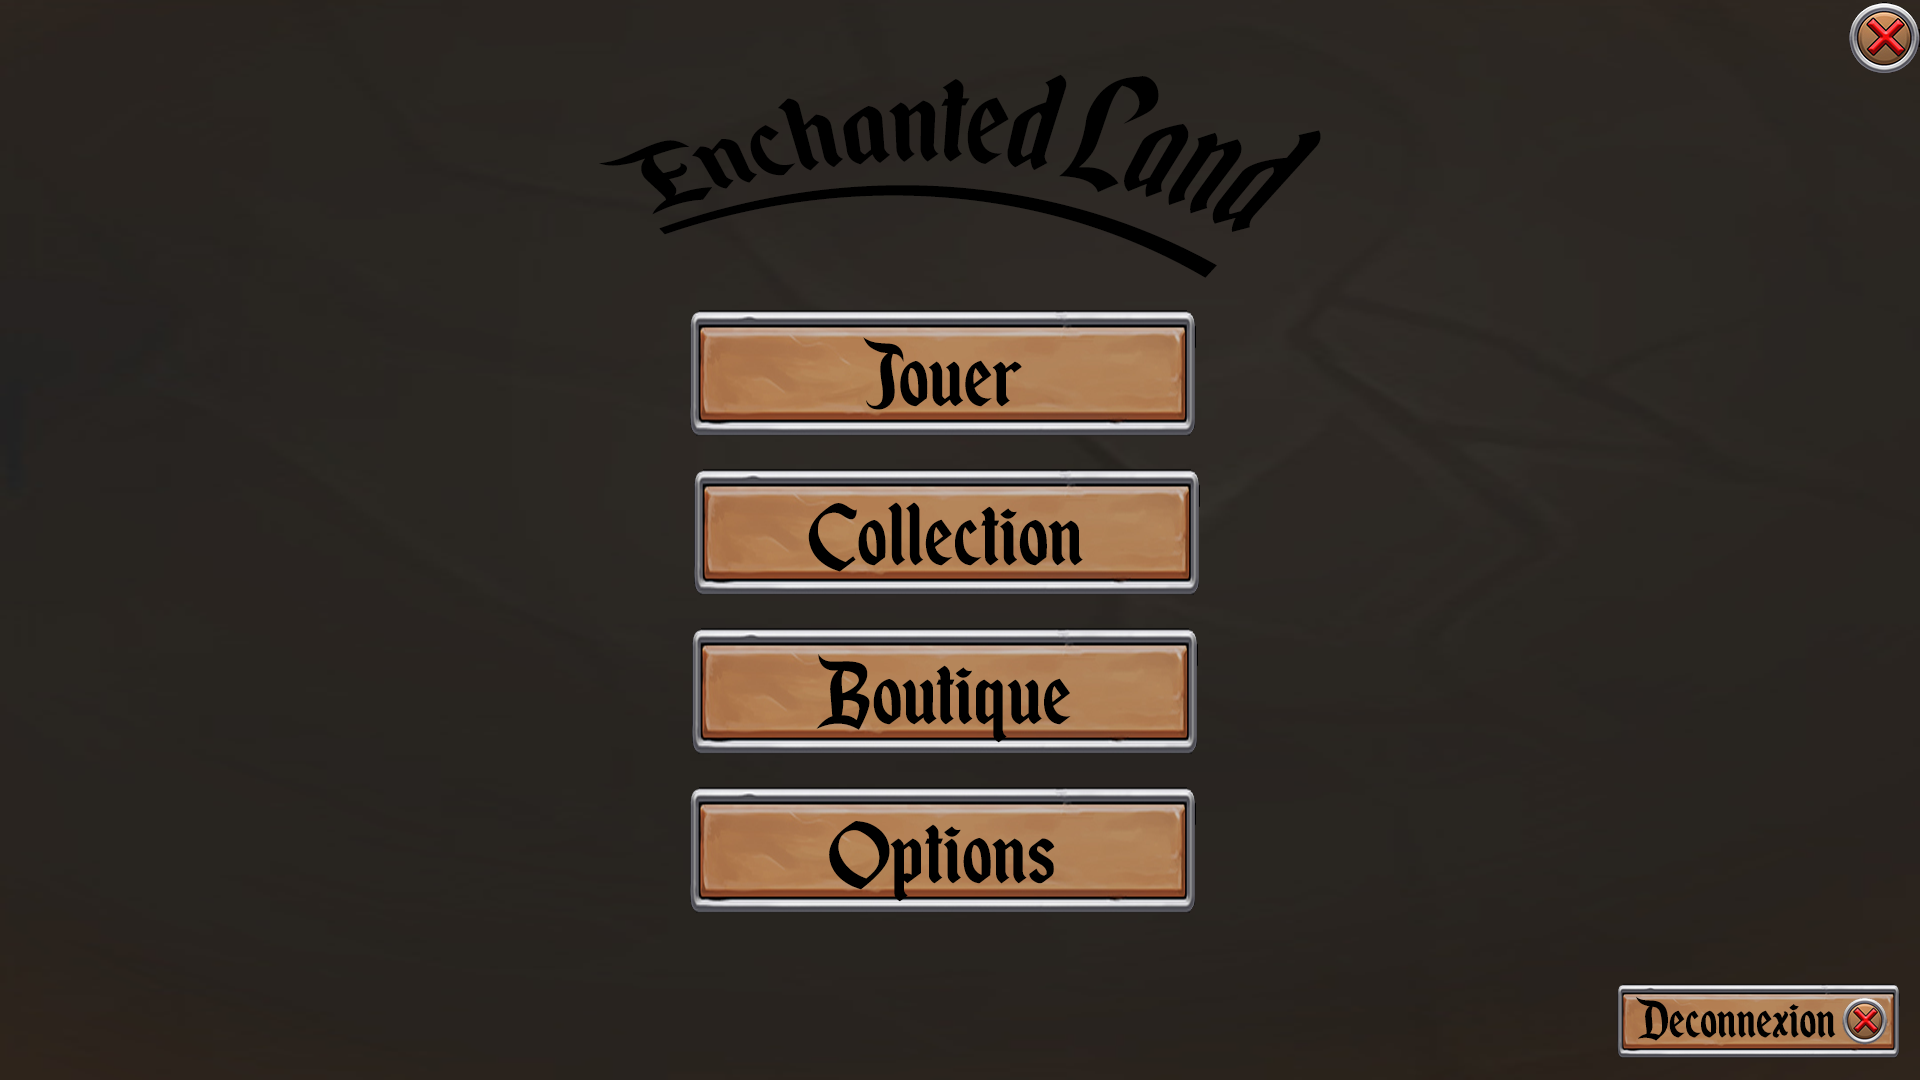 Enchanted Land
Jouer
Collection
Boutique
Options
Deconnexion